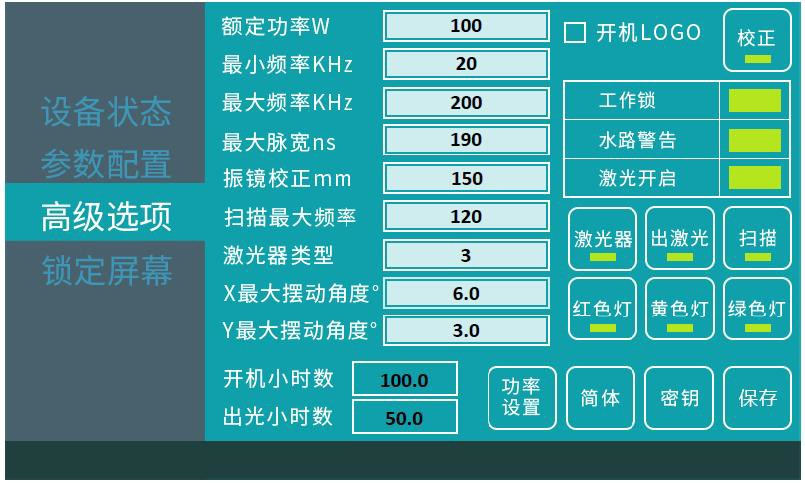 设备状态
参数配置
高级选项
锁定屏幕
额定功率W 100
最小频率KHz 20
最大频率KHz 200
最大脉宽ns 190
振镜校正mm 150
扫描最大频率 120
激光器类型 3
X最大摆动角度° 6.0
Y最大摆动角度° 3.0
开机小时数 100.0
出光小时数 50.0
开机LOGO
校正
工作锁
水路警告
激光开启
激光器 出激光 扫描
红色灯 黄色灯 绿色灯
功率
设置
简体 密钥 保存